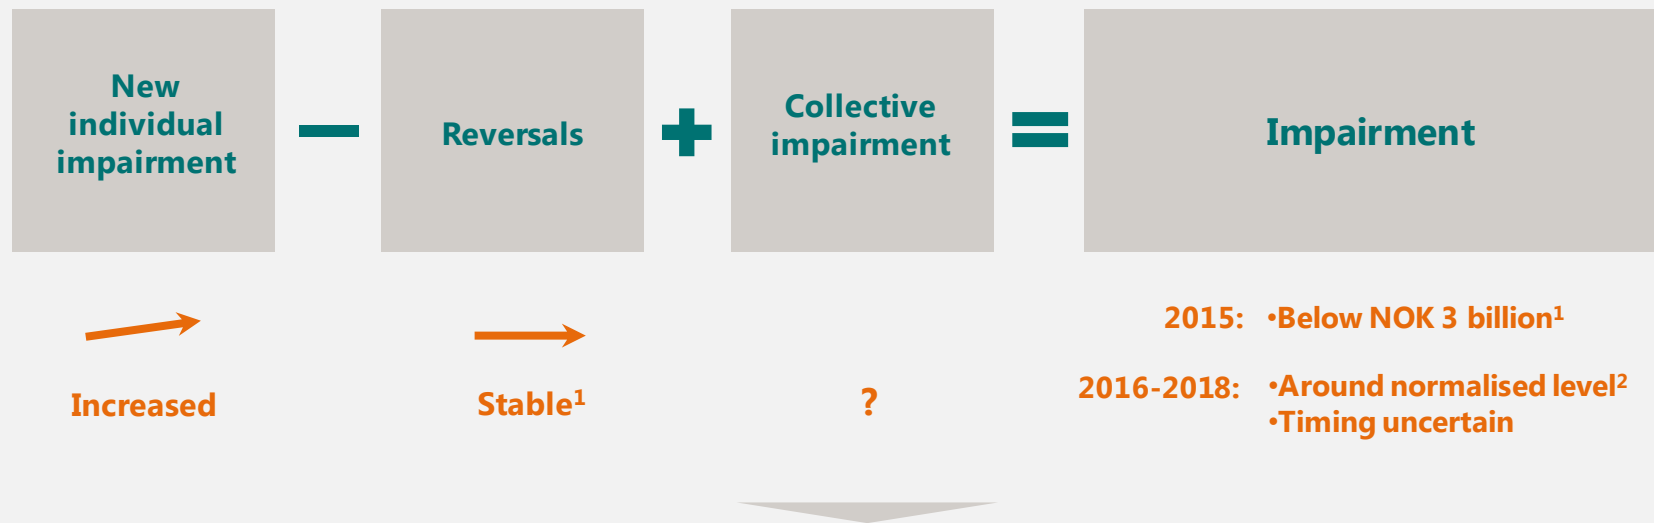 New
individual
impairment
Reversals
Collective
impairment
Impairment
Increased
Stable¹
?
2015: •Below NOK 3 billion¹
2016-2018: •Around normalised level²
•Timing uncertain